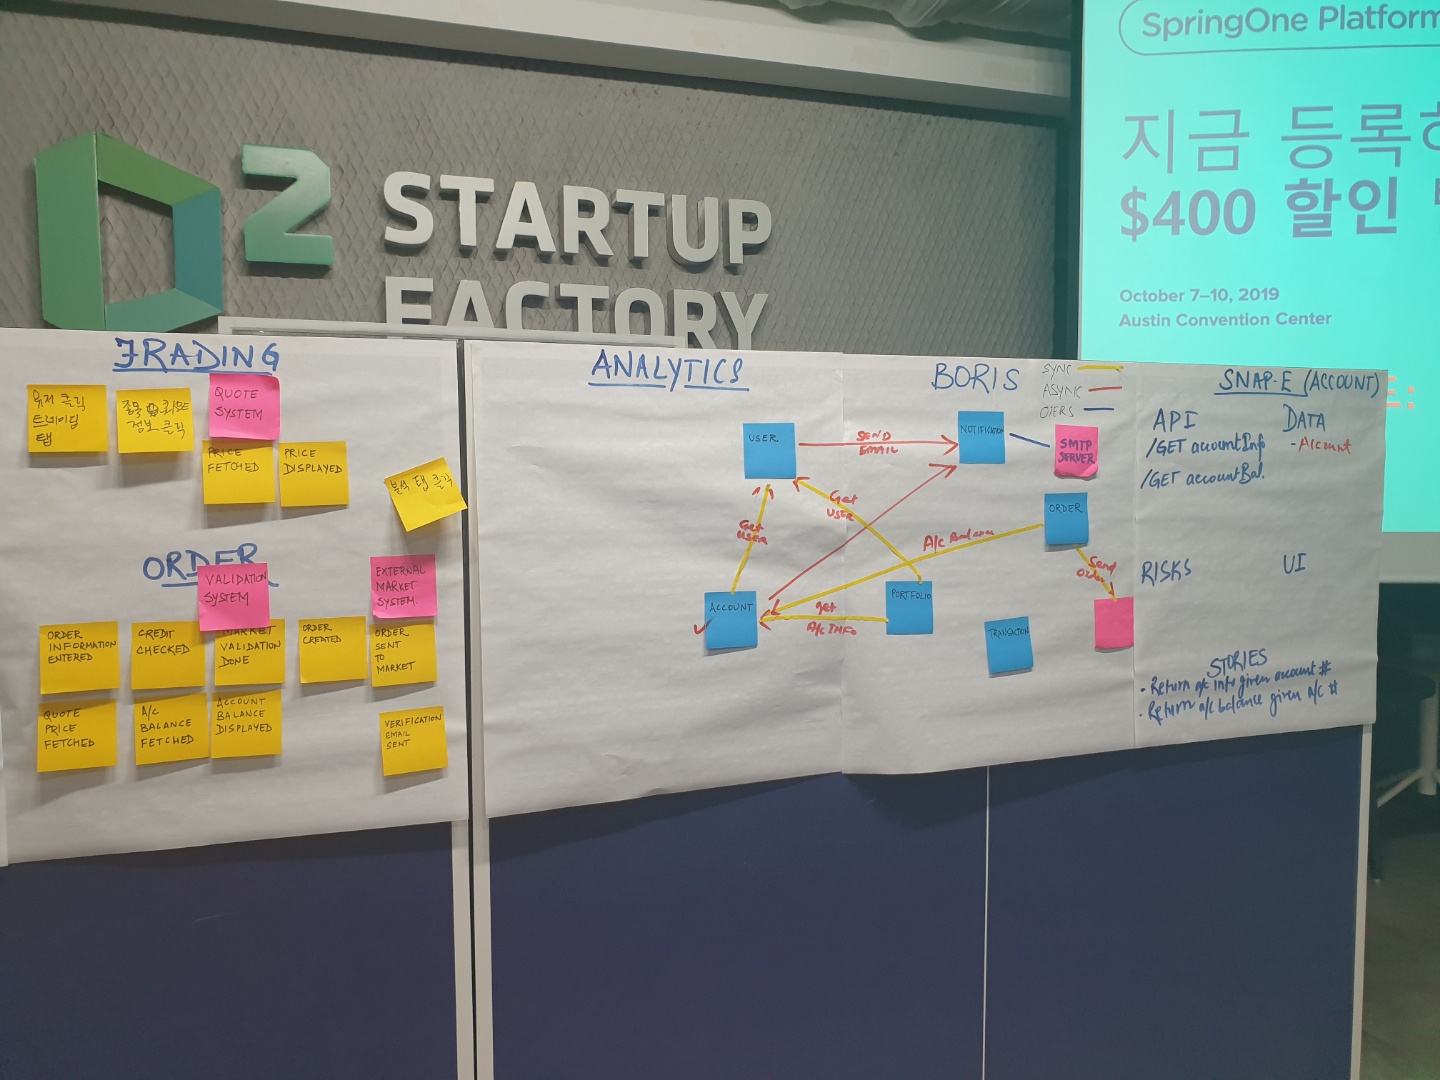 D2 STARTUP
FACTORY
SpringOne Platform
지금 등록하
$400 할인
October 7–10, 2019
Austin Convention Center
TRADING
유저 클릭
트레이딩
탭
정보 클릭
QUOTE
SYSTEM
PRICE
FETCHED
PRICE
DISPLAYED
분석 탭 클릭
ORDER
VALIDATION
SYSTEM
EXTERNAL
MARKET
SYSTEM
ORDER
INFORMATION
ENTERED
CREDIT
CHECKED
MARKET
VALIDATION
DONE
ORDER
CREATED
ORDER
SENT
TO
MARKET
QUOTE
PRICE
FETCHED
A/C
BALANCE
FETCHED
ACCOUNT
BALANCE
DISPLAYED
VERIFICATION
EMAIL
SENT
ANALYTICS
BORIS
SYNC
ASYNC
OTERS
USER
SEND
EMAIL
NOTIFICATION
SMTP
SERVER
Get
USER
Get
USER
ORDER
A/c Balance
Send
Order
ACCOUNT
get
A/c INFO
PORTFOLIO
TRANSACTION
SNAP-E (ACCOUNT)
API
/GET accountInfo
/GET accountBal.
DATA
- Account
RISKS
UI
STORIES
• Return a/c info given account #
• Return a/c balance given A/c #